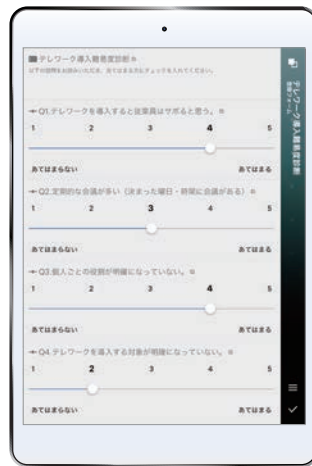 テレワーク導入難易度診断
以下の設問をお読みいただき、当てはまる方にチェックを入れてください。
Q1.テレワークを導入すると従業員はサボると思う。
1 2 3 4 5
あてはまらない あてはまる
Q2.定期的な会議が多い(決まった曜日・時間に会議がある)
1 2 3 4 5
あてはまらない あてはまる
Q3.個人ごとの役割が明確になっていない。
1 2 3 4 5
あてはまらない あてはまる
Q4.テレワークを導入する対象が明確になっていない。
1 2 3 4 5
あてはまらない あてはまる
テレワーク導入難易度診断